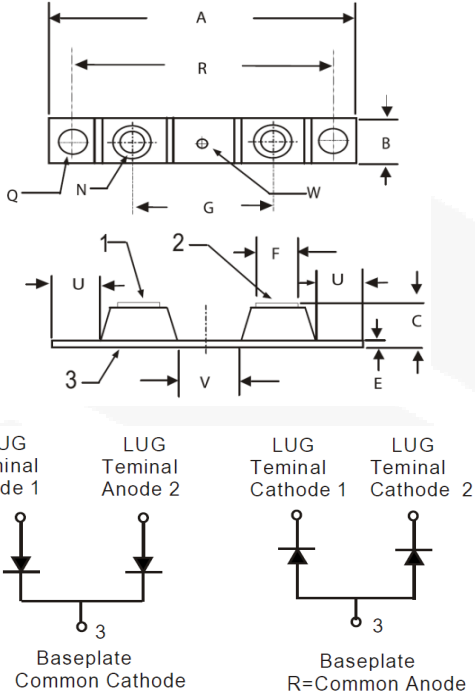 A
R
B
Q
N
G
W
1
2
F
U
U
C
3
V
E
LUG
LUG
LUG
Teminal
Teminal
Teminal
Anode 2
Cathode 1
Cathode 2
3
3
Baseplate
Common Cathode
Baseplate
R=Common Anode